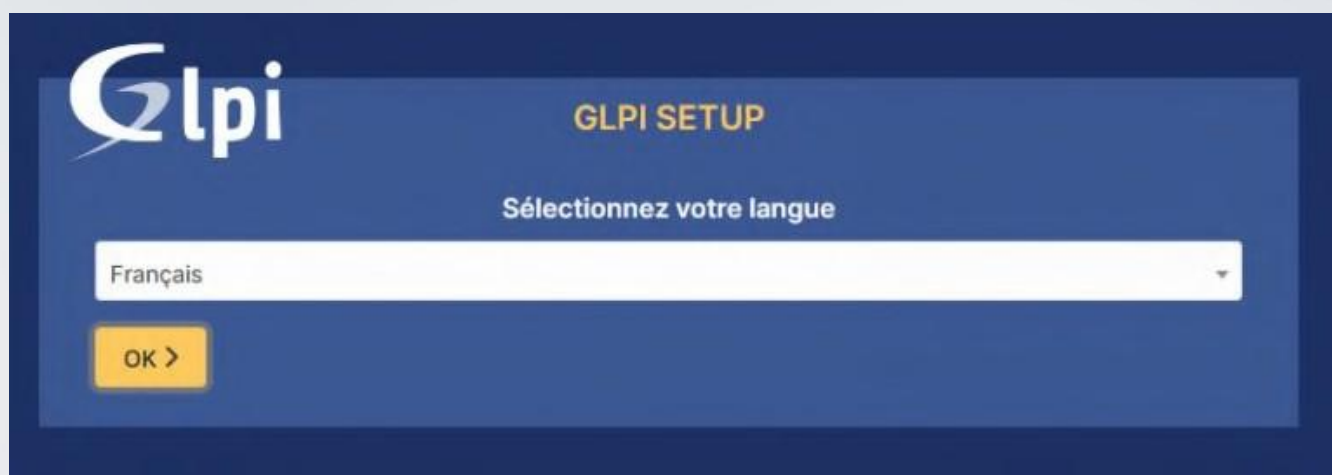 Glpi
GLPI SETUP
Sélectionnez votre langue
Français
OK >